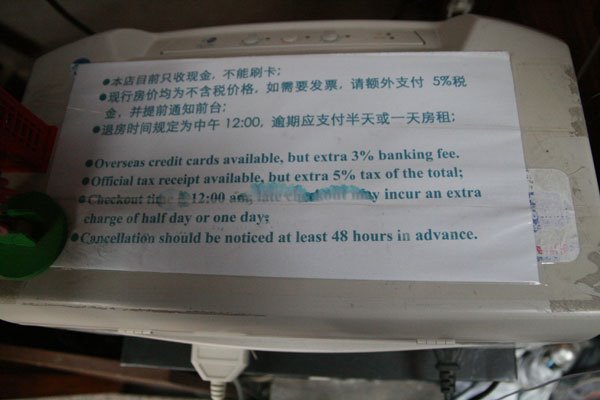 ●本店目前只收现金，不能刷卡；
●现行房价均为不含税价格，如需要发票，请额外支付 5%税
金，并提前通知前台；
●退房时间规定为中午 12:00, 逾期应支付半天或一天房租；
●Overseas credit cards available, but extra 3% banking fee.
●Official tax receipt available, but extra 5% tax of the total;
●Checkout time 12:00 am, late checkout may incur an extra
charge of half day or one day;
●Cancellation should be noticed at least 48 hours in advance.